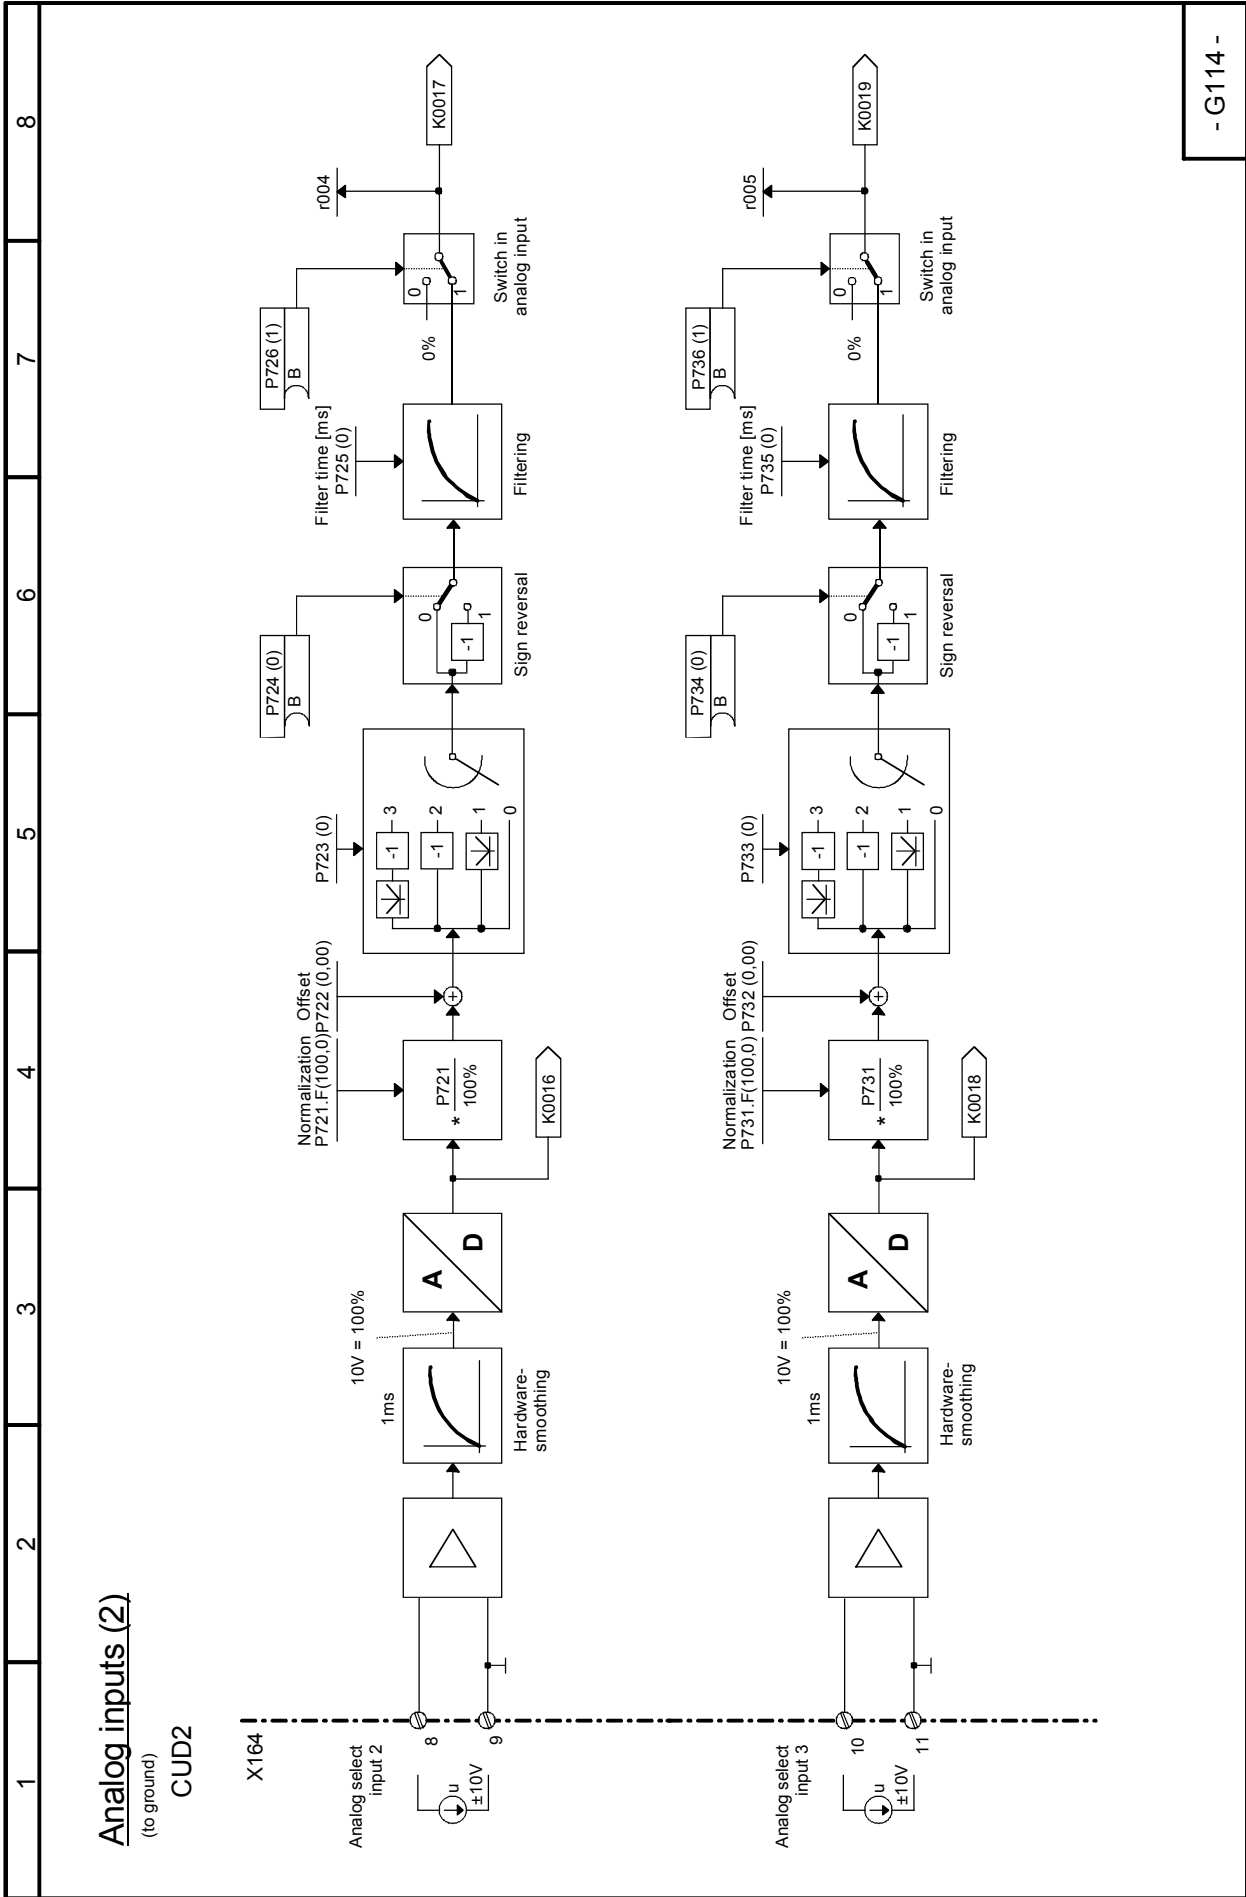 1 2 3 4 5 6 7 8
Analog inputs (2)
(to ground)
CUD2
X164
Analog select
input 2
8
9
u
±10V
1ms
Hardware-
smoothing
10V = 100%
A
D
K0016
Normalization
P721.F(100,0)
* P721
100%
Offset
P722 (0,00)
+
P723 (0)
-1 3
-1 2
1
0
P724 (0)
B
0
-1
1
Sign reversal
Filter time [ms]
P725 (0)
Filtering
P726 (1)
B
0%
0
1
Switch in
analog input
r004
K0017
Analog select
input 3
10
11
u
±10V
1ms
Hardware-
smoothing
10V = 100%
A
D
K0018
Normalization
P731.F(100,0)
* P731
100%
Offset
P732 (0,00)
+
P733 (0)
-1 3
-1 2
1
0
P734 (0)
B
0
-1
1
Sign reversal
Filter time [ms]
P735 (0)
Filtering
P736 (1)
B
0%
0
1
Switch in
analog input
r005
K0019
- G114 -